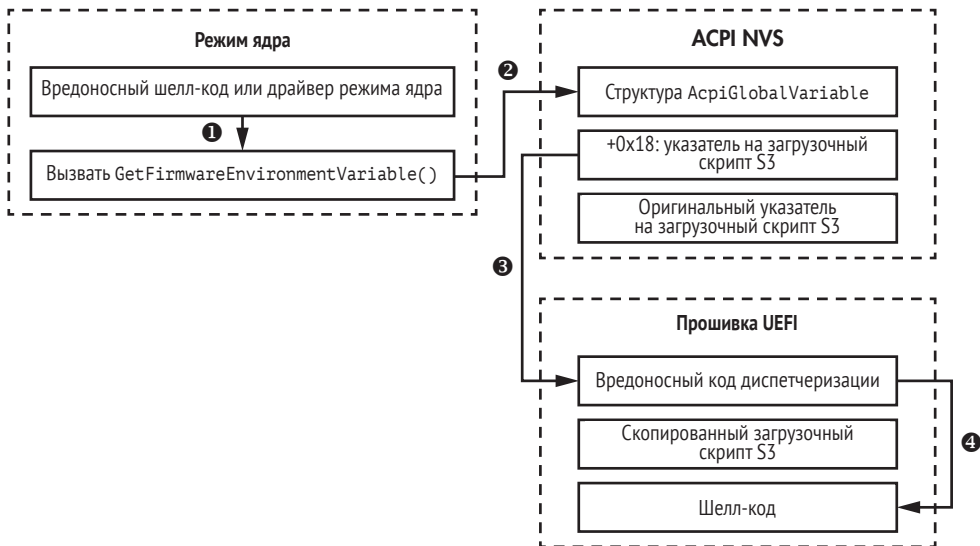 Режим ядра
Вредоносный шелл-код или драйвер режима ядра
❶
Вызвать GetFirmwareEnvironmentVariable()
❷
ACPI NVS
Структура AcpiGlobalVariable
+0x18: указатель на загрузочный
скрипт S3
Оригинальный указатель
на загрузочный скрипт S3
❸
Прошивка UEFI
Вредоносный код диспетчеризации
Скопированный загрузочный
скрипт S3
❹
Шелл-код